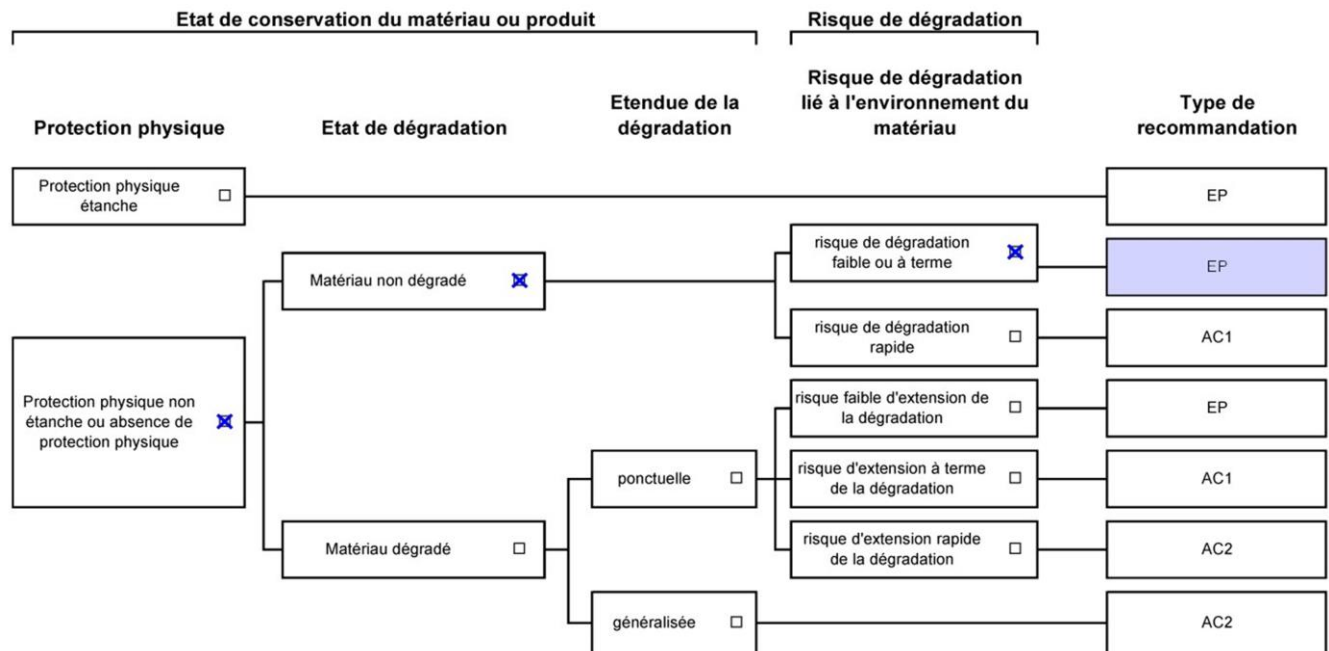 Etat de conservation du matériau ou produit
Risque de dégradation
Protection physique
Etat de dégradation
Etendue de la
dégradation
Risque de dégradation
lié à l'environnement du
matériau
Type de
recommandation
Protection physique
étanche
EP
Matériau non dégradé
risque de dégradation
faible ou à terme
EP
risque de dégradation
rapide
AC1
Protection physique non
étanche ou absence de
protection physique
risque faible d'extension de
la dégradation
EP
ponctuelle
risque d'extension à terme
de la dégradation
AC1
Matériau dégradé
risque d'extension rapide
de la dégradation
AC2
généralisée
AC2